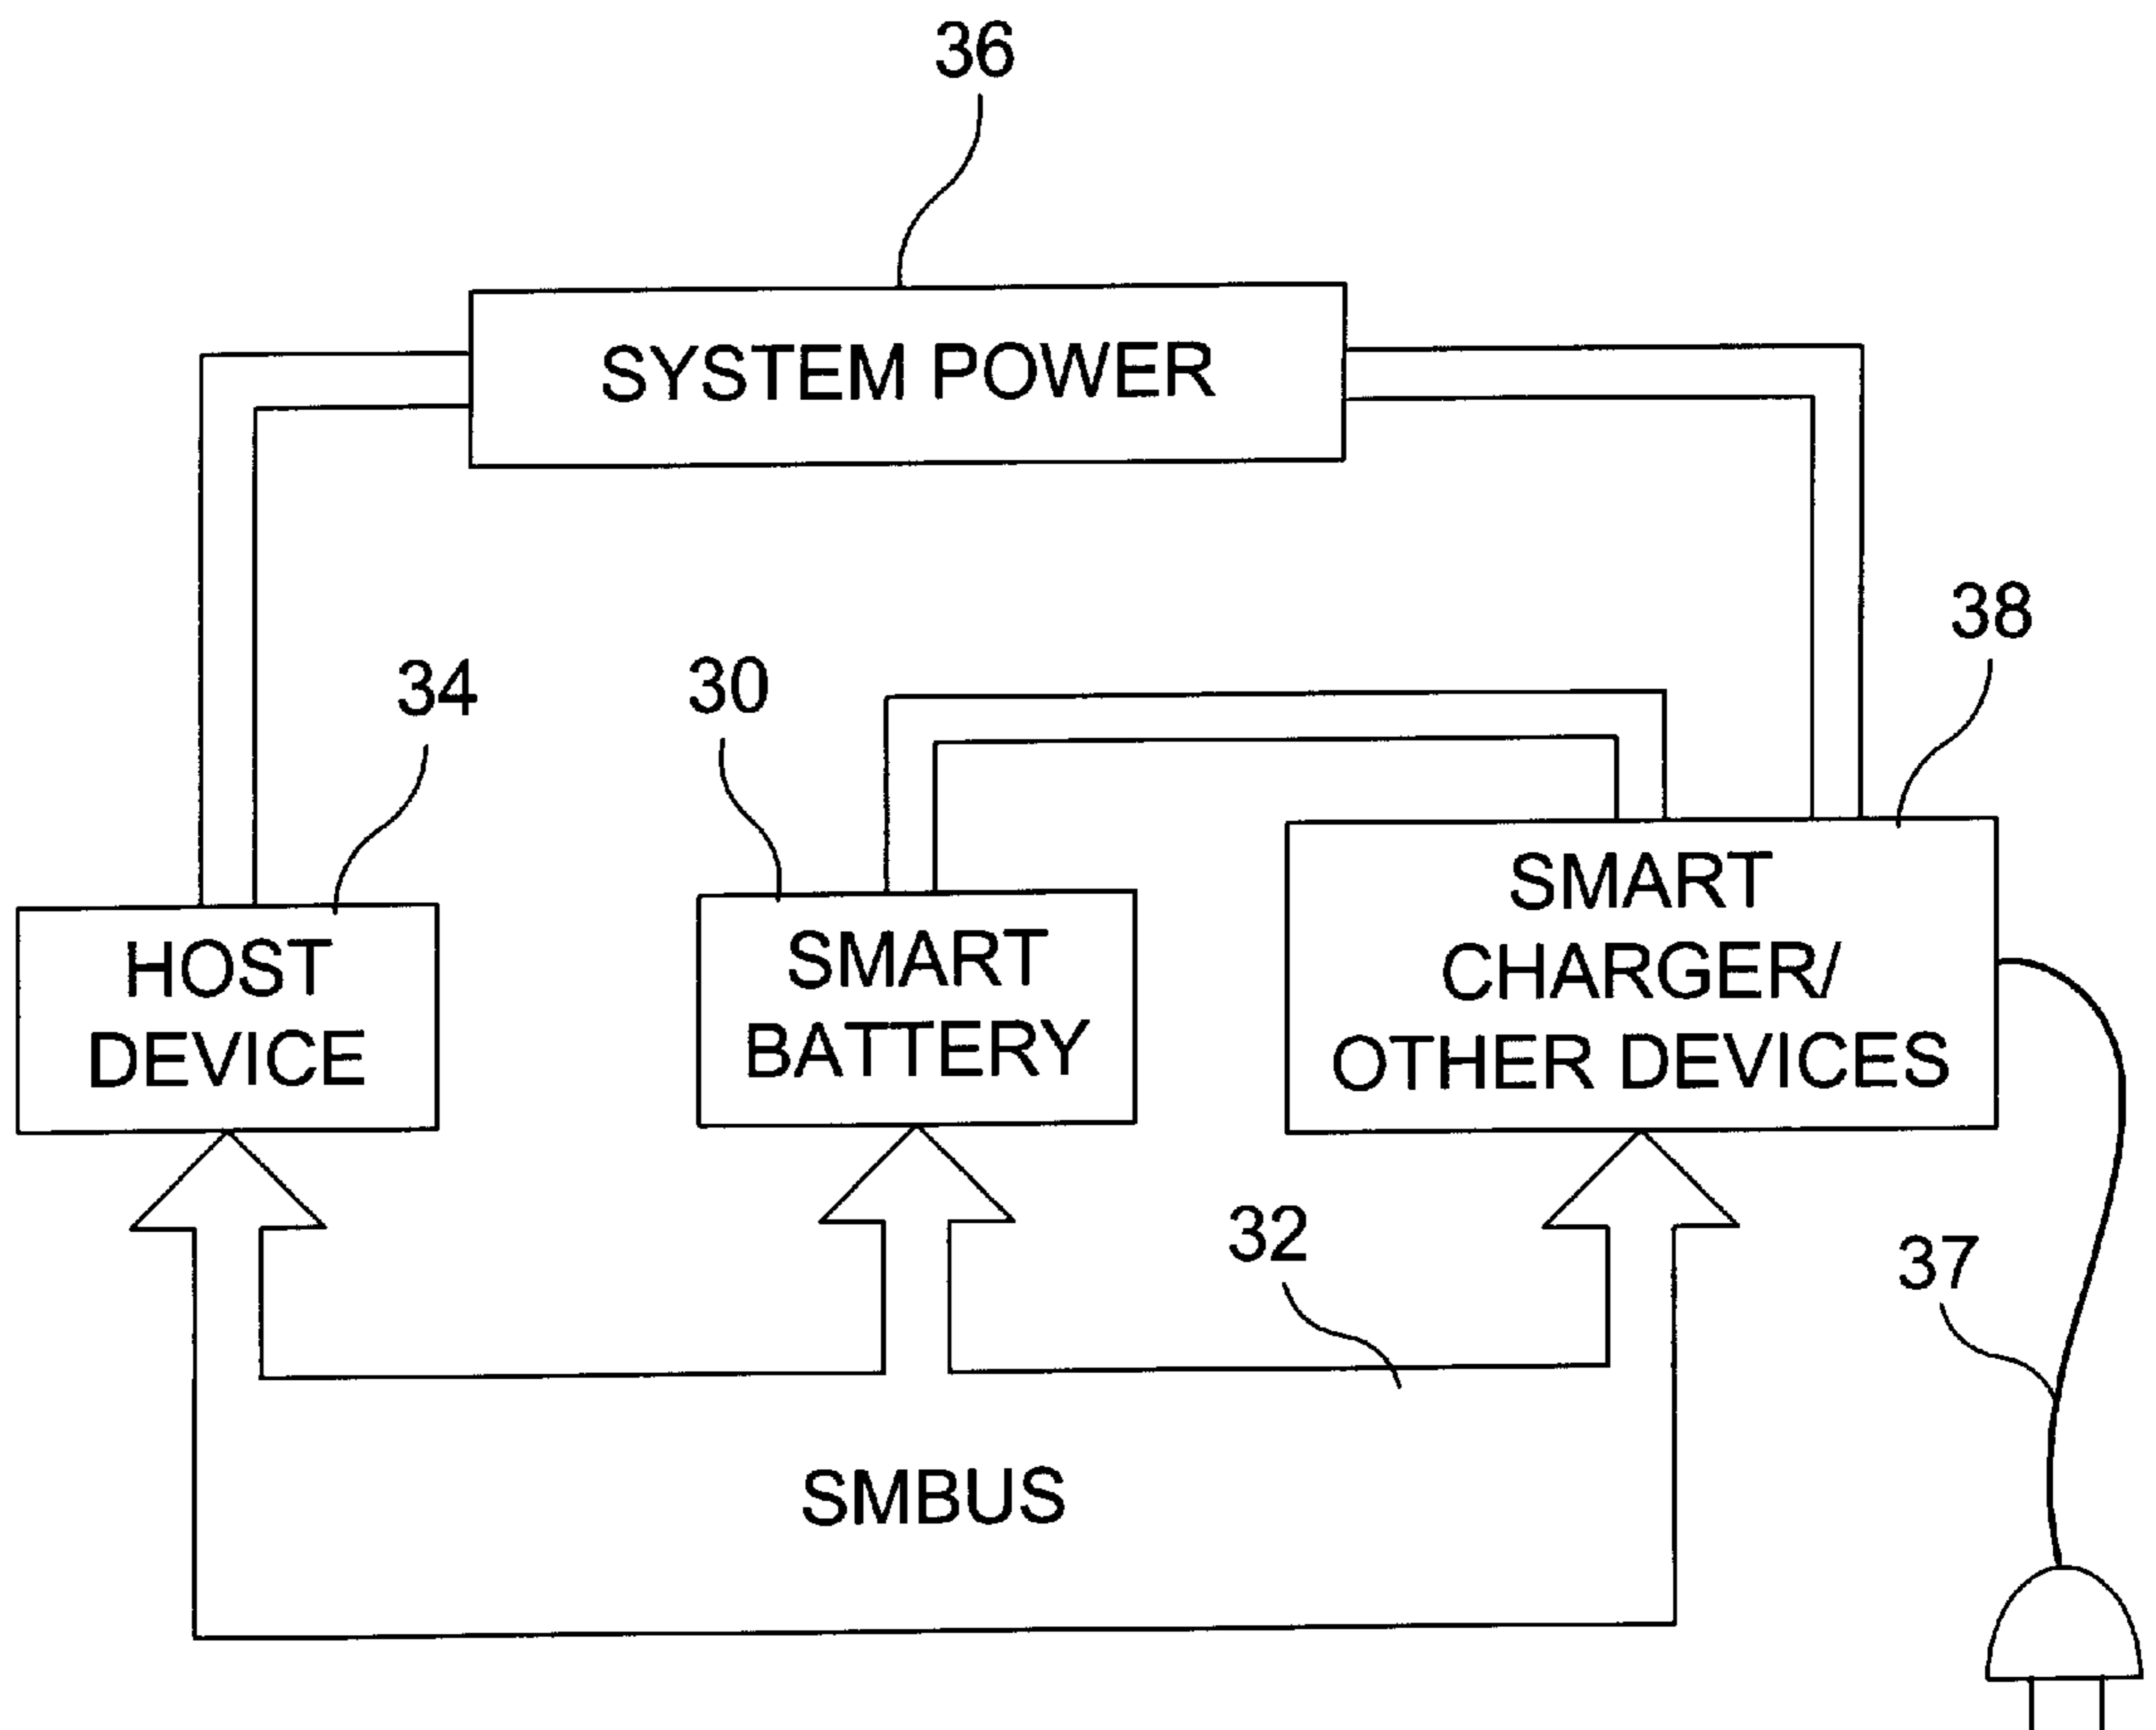 36
SYSTEM POWER
38
34
30
SMART
CHARGER/
OTHER DEVICES
HOST
DEVICE
SMART
BATTERY
32
37
SMBUS